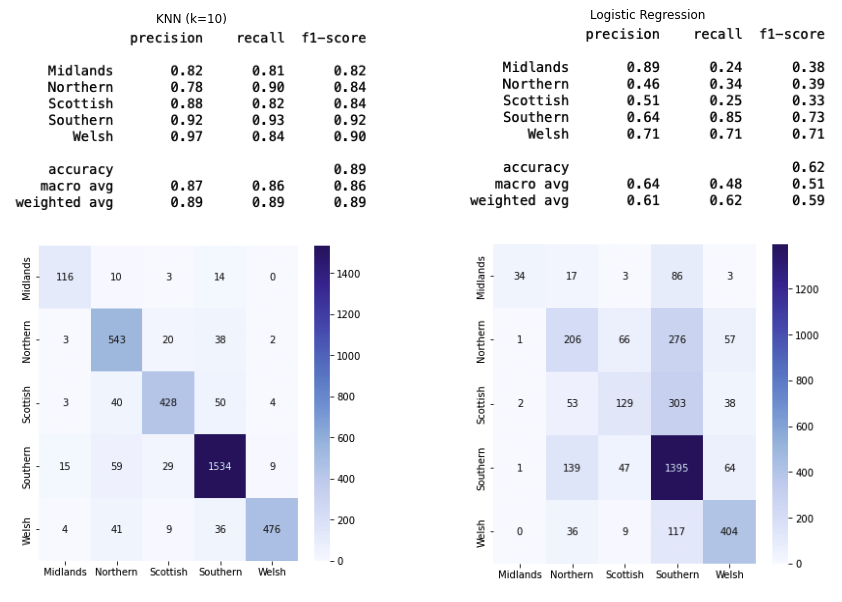 KNN (k=10)
precision recall f1-score
Midlands 0.82 0.81 0.82
Northern 0.78 0.90 0.84
Scottish 0.88 0.82 0.84
Southern 0.92 0.93 0.92
Welsh 0.97 0.84 0.90
accuracy 0.89
macro avg 0.87 0.86 0.86
weighted avg 0.89 0.89 0.89
Midlands 116 10 3 14 0
Northern 3 543 20 38 2
Scottish 3 40 428 50 4
Southern 15 59 29 1534 9
Welsh 4 41 9 36 476
Midlands Northern Scottish Southern Welsh
1400
1200
1000
800
600
400
200
0
Logistic Regression
precision recall f1-score
Midlands 0.89 0.24 0.38
Northern 0.46 0.34 0.39
Scottish 0.51 0.25 0.33
Southern 0.64 0.85 0.73
Welsh 0.71 0.71 0.71
accuracy 0.62
macro avg 0.64 0.48 0.51
weighted avg 0.61 0.62 0.59
Midlands 34 17 3 86 3
Northern 1 206 66 276 57
Scottish 2 53 129 303 38
Southern 1 139 47 1395 64
Welsh 0 36 9 117 404
Midlands Northern Scottish Southern Welsh
1200
1000
800
600
400
200
0